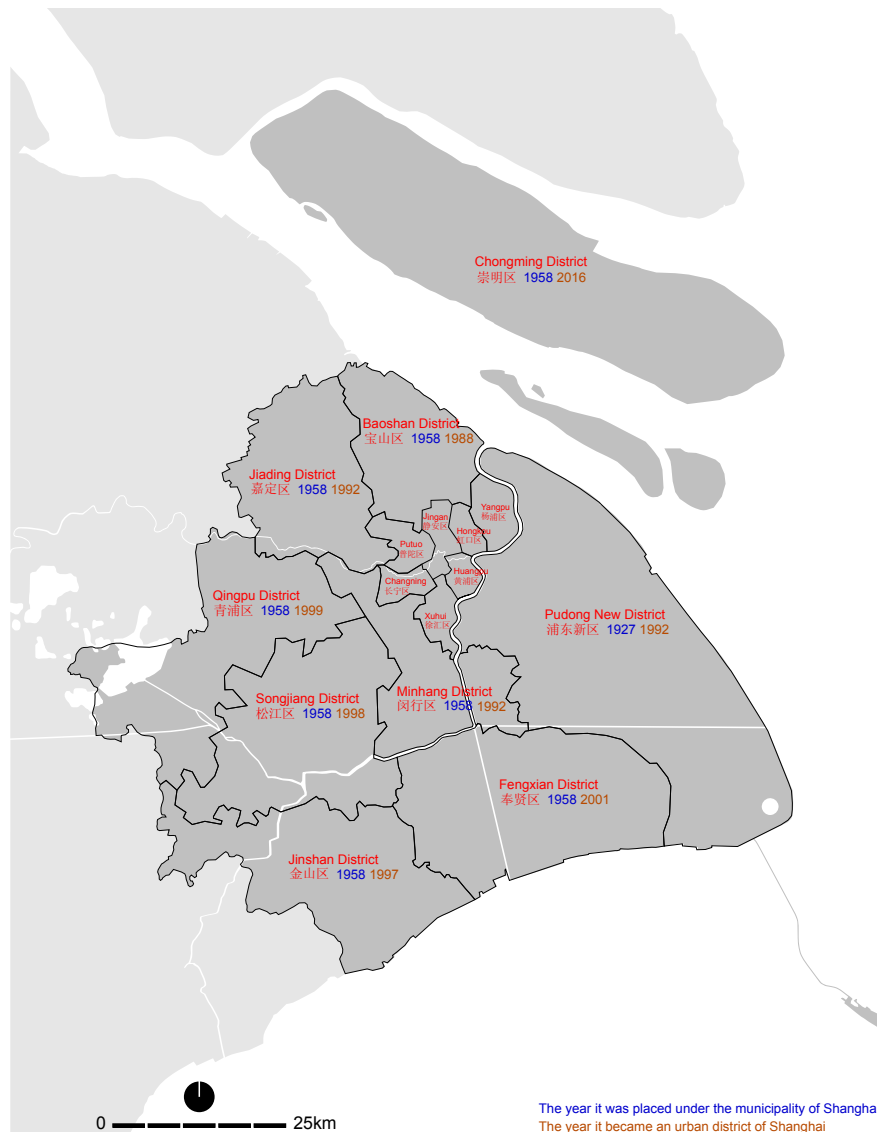 Chongming District
崇明区 1958 2016
Baoshan District
宝山区 1958 1988
Jiading District
嘉定区 1958 1992
Yangpu
杨浦区
Jingan
静安区
Hongkou
虹口区
Putuo
普陀区
Huangpu
黄浦区
Changning
长宁区
Qingpu District
青浦区 1958 1999
Xuhui
徐汇区
Pudong New District
浦东新区 1927 1992
Songjiang District
松江区 1958 1998
Minhang District
闵行区 1958 1992
Fengxian District
奉贤区 1958 2001
Jinshan District
金山区 1958 1997
The year it was placed under the municipality of Shangha
0 25km
The year it became an urban district of Shanghai